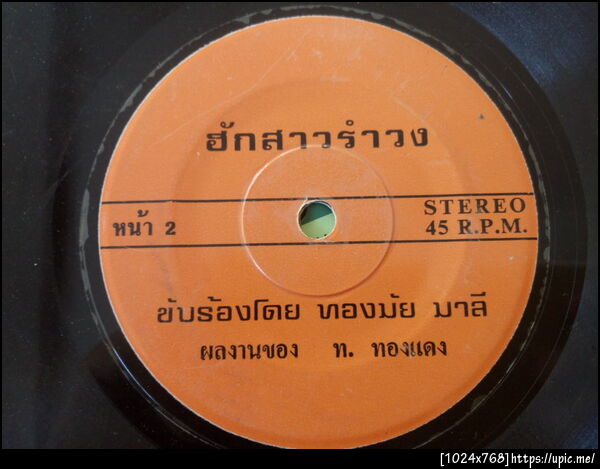 ฮักสาวรำวง
หน้า 2
STEREO
45 R.P.M.
ขับร้องโดย ทองมัย มาลี
ผลงานของ ท. ทองแดง
[1024x768]https://upic.me/